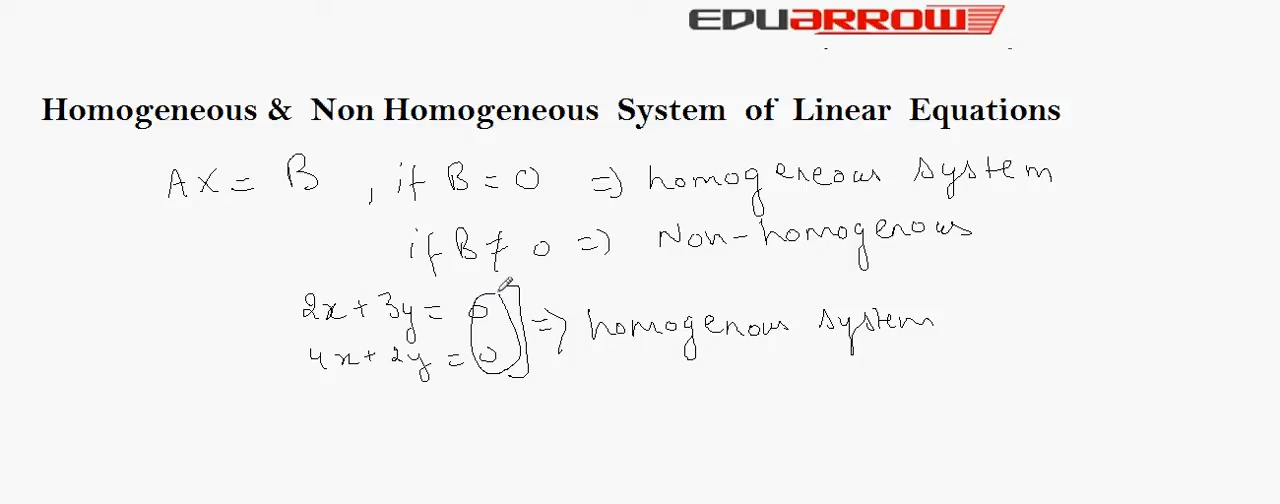 EDUARROW
Homogeneous & Non Homogeneous System of Linear Equations
AX = B , if B = 0 => homogeneous system
if B ≠ 0 => Non-homogenous
2x + 3y = 0
4x + 2y = 0
=> homogenous system